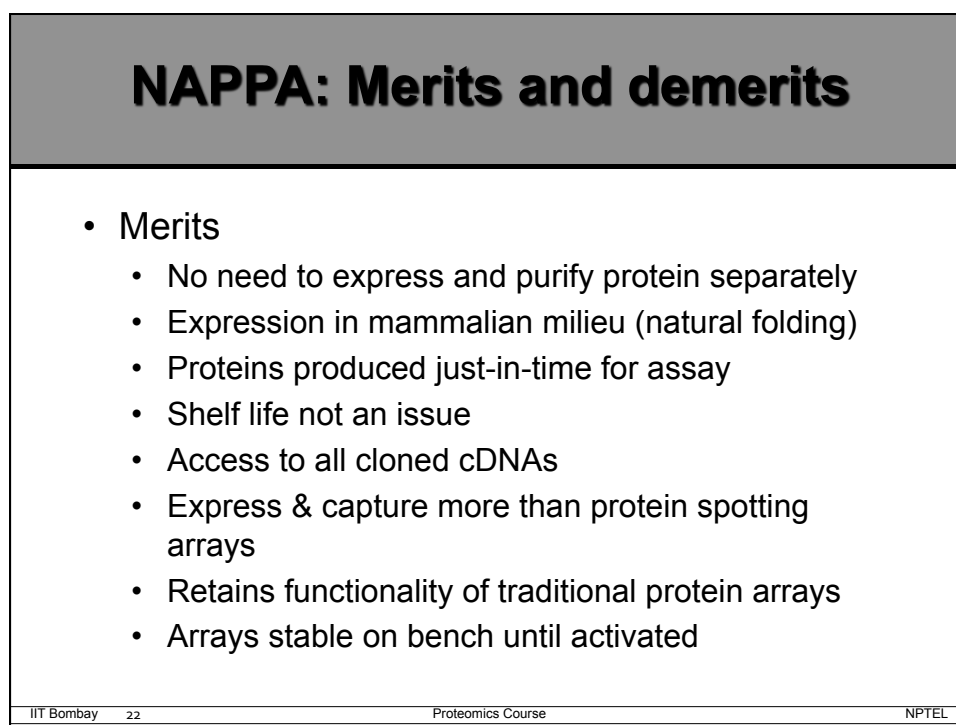 NAPPA: Merits and demerits
• Merits
• No need to express and purify protein separately
• Expression in mammalian milieu (natural folding)
• Proteins produced just-in-time for assay
• Shelf life not an issue
• Access to all cloned cDNAs
• Express & capture more than protein spotting
arrays
• Retains functionality of traditional protein arrays
• Arrays stable on bench until activated
IIT Bombay 22 Proteomics Course NPTEL